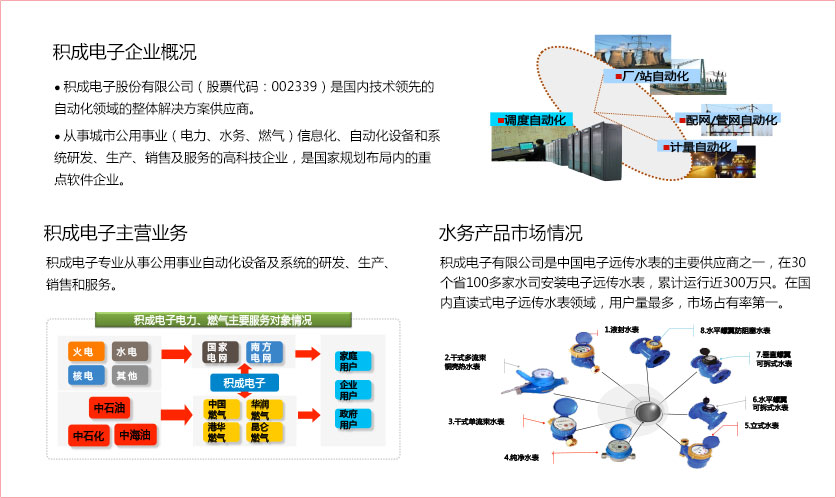 积成电子企业概况
● 积成电子股份有限公司（股票代码：002339）是国内技术领先的
自动化领域的整体解决方案供应商。
● 从事城市公用事业（电力、水务、燃气）信息化、自动化设备和系
统研发、生产、销售及服务的高科技企业，是国家规划布局内的重
点软件企业。
■厂/站自动化
■调度自动化
■配网/管网自动化
■计量自动化
积成电子主营业务
积成电子专业从事公用事业自动化设备及系统的研发、生产、
销售和服务。
积成电子电力、燃气主要服务对象情况
火电
水电
核电
其他
国家
电网
南方
电网
积成电子
中石油
中石化
中海油
中国
燃气
华润
燃气
港华
燃气
昆仑
燃气
家庭
用户
企业
用户
政府
用户
水务产品市场情况
积成电子有限公司是中国电子远传水表的主要供应商之一，在30
个省100多家水司安装电子远传水表，累计运行近300万只。在国
内直读式电子远传水表领域，用户量最多，市场占有率第一。
1.液封水表
2.干式多流束
铜壳热水表
3.干式单流束水表
4.纯净水表
5.立式水表
6.水平螺翼
可拆式水表
7.垂直螺翼
可拆式水表
8.水平螺翼防阻塞水表